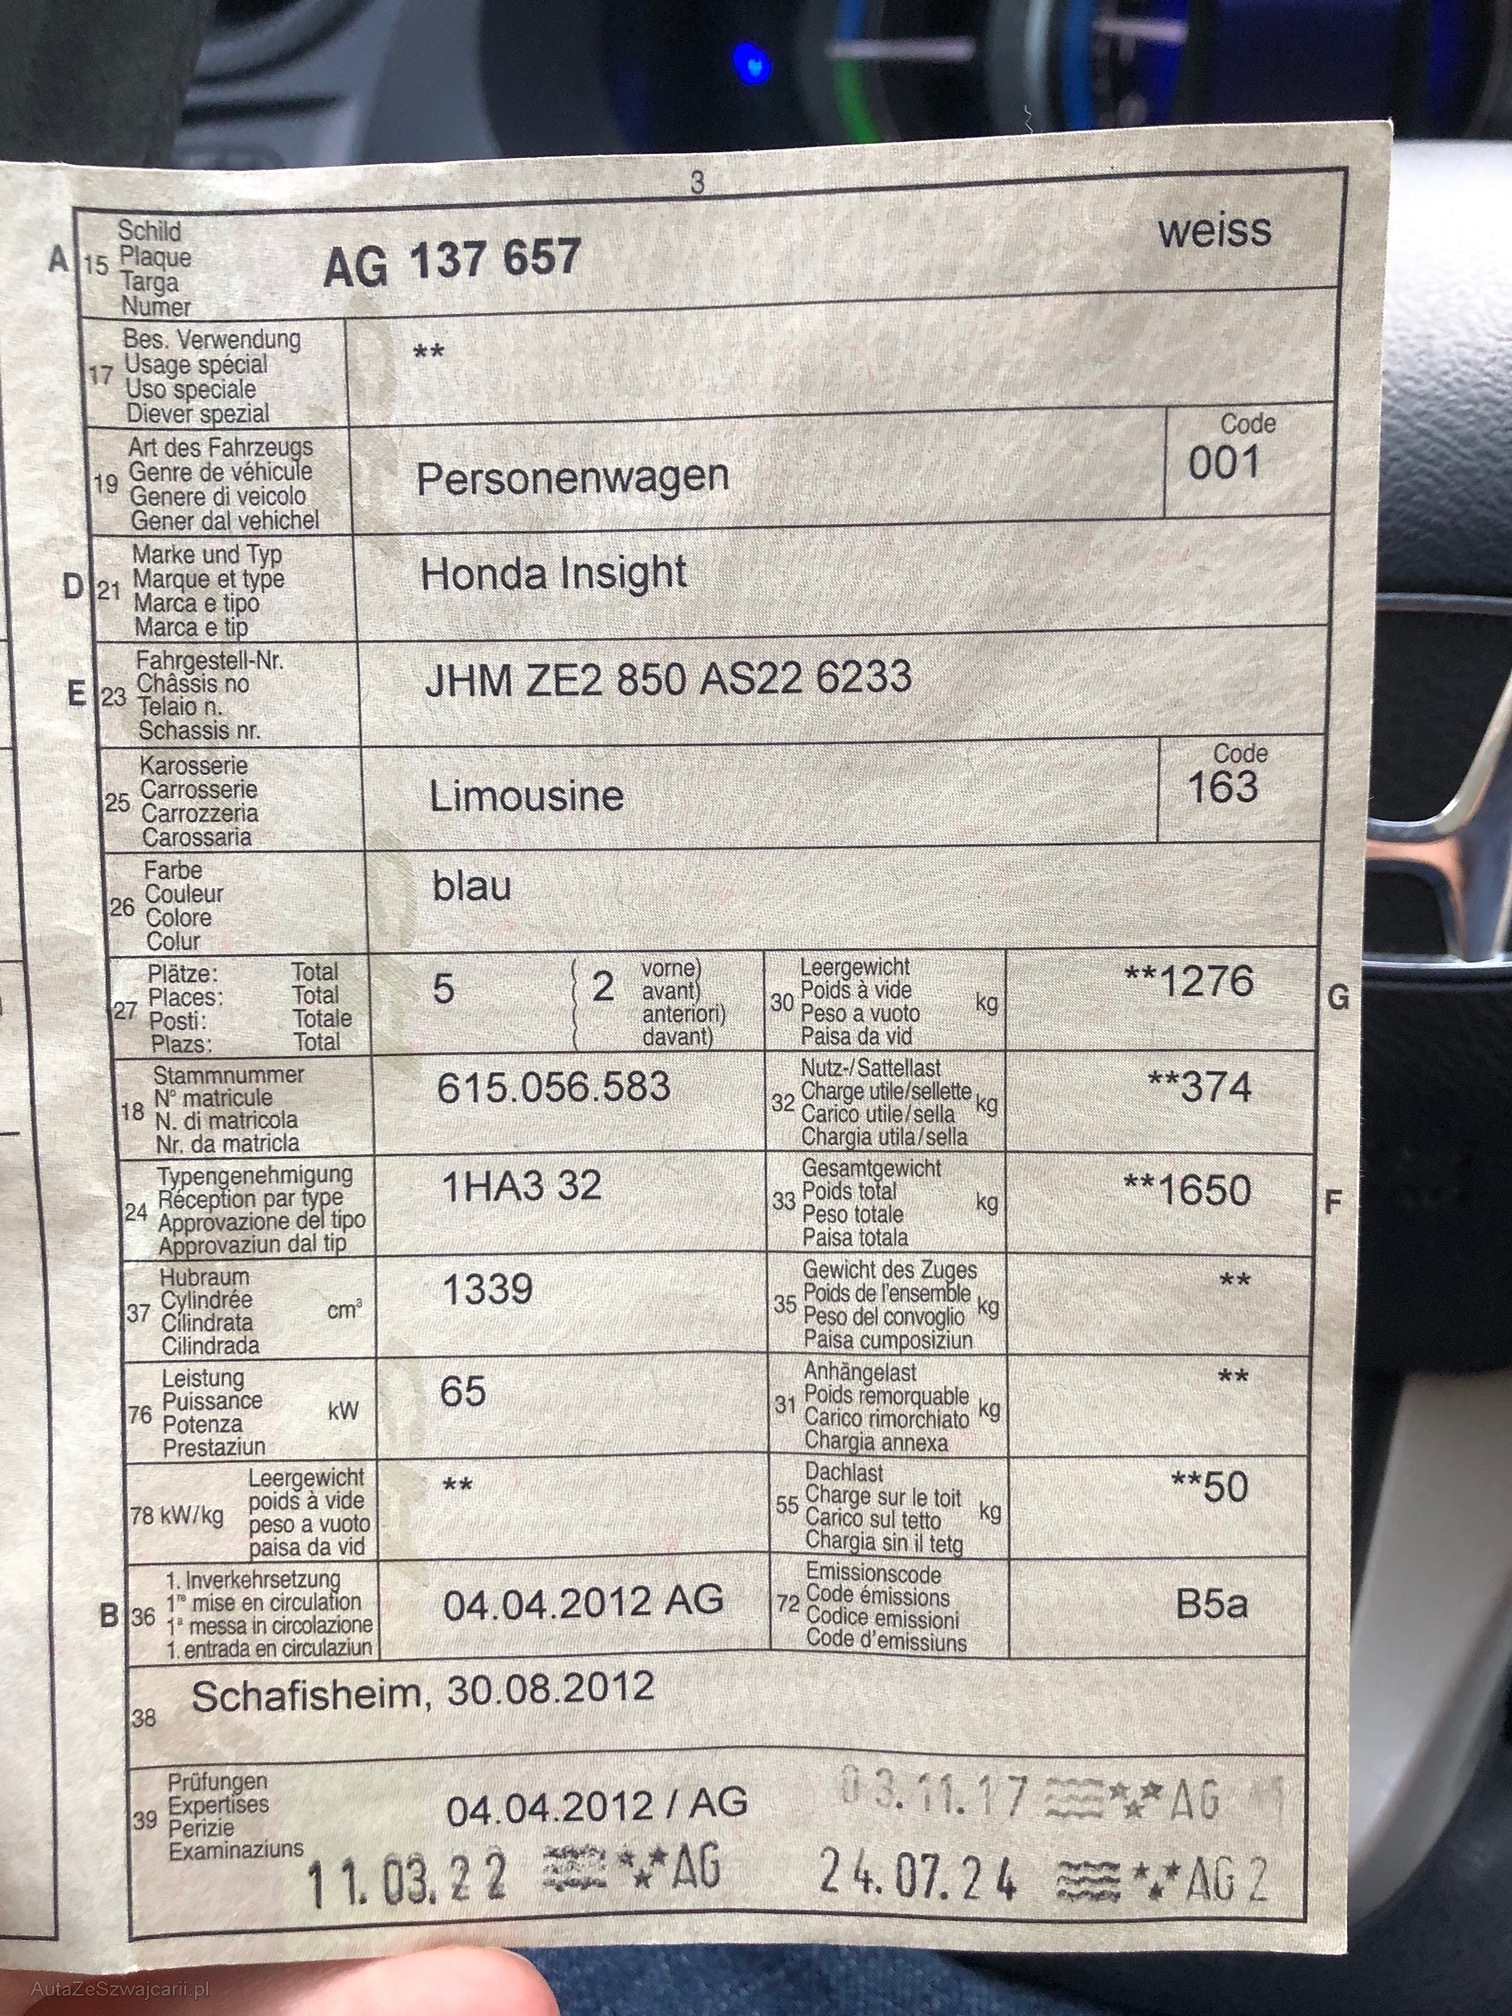 3
A 15 Schild
Plaque
Targa
Numer
AG 137 657
weiss
17 Bes. Verwendung
Usage spécial
Uso speciale
Diever spezial
**
19 Art des Fahrzeugs
Genre de véhicule
Genere di veicolo
Gener dal vehichel
Personenwagen
Code
001
D 21 Marke und Typ
Marque et type
Marca e tipo
Marca e tip
Honda Insight
E 23 Fahrgestell-Nr.
Châssis no
Telaio n.
Schassis nr.
JHM ZE2 850 AS22 6233
25 Karosserie
Carrosserie
Carrozzeria
Carossaria
Limousine
Code
163
26 Farbe
Couleur
Colore
Colur
blau
27 Plätze: Total
Places: Total
Posti: Totale
Plazs: Total
5 ( 2 vorne)
avant)
anteriori)
davant)
30 Leergewicht
Poids à vide
Peso a vuoto
Paisa da vid
kg
**1276
G
18 Stammnummer
N° matricule
N. di matricola
Nr. da matricla
615.056.583
32 Nutz-/Sattellast
Charge utile/sellette
Carico utile/sella
Chargia utila/sella
kg
**374
24 Typengenehmigung
Réception par type
Approvazione del tipo
Approvaziun dal tip
1HA3 32
33 Gesamtgewicht
Poids total
Peso totale
Paisa totala
kg
**1650
F
37 Hubraum
Cylindrée
Cilindrata
Cilindrada
cm³
1339
35 Gewicht des Zuges
Poids de l'ensemble
Peso del convoglio
Paisa cumposiziun
kg
**
76 Leistung
Puissance
Potenza
Prestaziun
kW
65
31 Anhängelast
Poids remorquable
Carico rimorchiato
Chargia annexa
kg
**
78 kW/kg
Leergewicht
poids à vide
peso a vuoto
paisa da vid
**
55 Dachlast
Charge sur le toit
Carico sul tetto
Chargia sin il tetg
kg
**50
B 36 1. Inverkehrsetzung
1re mise en circulation
1a messa in circolazione
1. entrada en circulaziun
04.04.2012 AG
72 Emissionscode
Code émissions
Codice emissioni
Code d'emissiuns
B5a
38 Schafisheim, 30.08.2012
39 Prüfungen
Expertises
Perizie
Examinaziuns
04.04.2012 / AG
03.11.17 AG 1
11.03.22 AG
24.07.24 AG 2
AutaZeSzwajcarii.pl